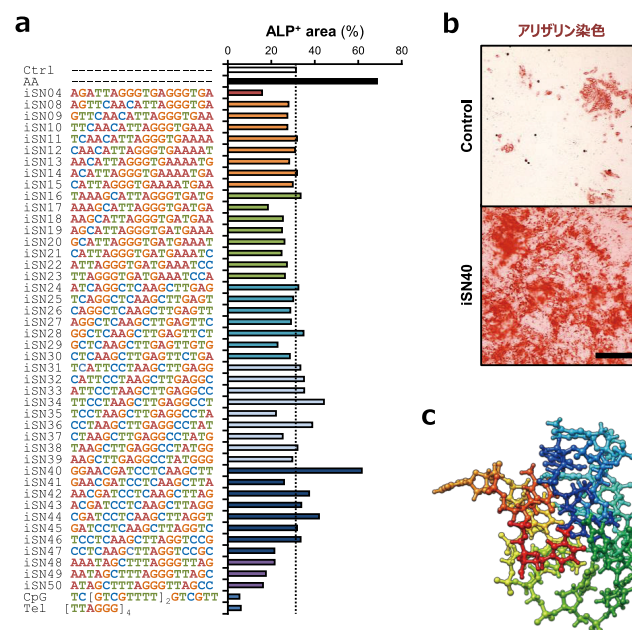 a
ALP⁺ area (%)
0 20 40 60 80
Ctrl ------------------
AA ------------------
iSN04 AGATTAGGGTGAGGGTGA
iSN08 AGTTCAACATTAGGGTGA
iSN09 GTTCAACATTAGGGTGAA
iSN10 TTCAACATTAGGGTGAAA
iSN11 TCAACATTAGGGTGAAAA
iSN12 CAACATTAGGGTGAAAAT
iSN13 AACATTAGGGTGAAAATG
iSN14 ACATTAGGGTGAAAATGA
iSN15 CATTAGGGTGAAAATGAA
iSN16 TAAAGCATTAGGGTGATG
iSN17 AAAGCATTAGGGTGATGA
iSN18 AAGCATTAGGGTGATGAA
iSN19 AGCATTAGGGTGATGAAA
iSN20 GCATTAGGGTGATGAAAT
iSN21 CATTAGGGTGATGAAATC
iSN22 ATTAGGGTGATGAAATCC
iSN23 TTAGGGTGATGAAATCCA
iSN24 ATCAGGCTCAAGCTTGAG
iSN25 TCAGGCTCAAGCTTGAGT
iSN26 CAGGCTCAAGCTTGAGTT
iSN27 AGGCTCAAGCTTGAGTTC
iSN28 GGCTCAAGCTTGAGTTCT
iSN29 GCTCAAGCTTGAGTTGTG
iSN30 CTCAAGCTTGAGTTCTGA
iSN31 TCATTCCTAAGCTTGAGG
iSN32 CATTCCTAAGCTTGAGGC
iSN33 ATTCCTAAGCTTGAGGCC
iSN34 TTCCTAAGCTTGAGGCCT
iSN35 TCCTAAGCTTGAGGCCTA
iSN36 CCTAAGCTTGAGGCCTAT
iSN37 CTAAGCTTGAGGCCTATG
iSN38 TAAGCTTGAGGCCTATGG
iSN39 AAGCTTGAGGCCTATGGG
iSN40 GGAACGATCCTCAAGCTT
iSN41 GAACGATCCTCAAGCTTA
iSN42 AACGATCCTCAAGCTTAG
iSN43 ACGATCCTCAAGCTTAGG
iSN44 CGATCCTCAAGCTTAGGT
iSN45 GATCCTCAAGCTTAGGTC
iSN46 TCCTCAAGCTTAGGTCCG
iSN47 CCTCAAGCTTAGGTCCGC
iSN48 AAATAGCTTTAGGGTTAG
iSN49 AATAGCTTTAGGGTTAGC
iSN50 ATAGCTTTAGGGTTAGCC
CpG TC[GTCGTTTT]₂GTCGTT
Tel [TTAGGG]₄
b
アリザリン染色
Control
iSN40
c